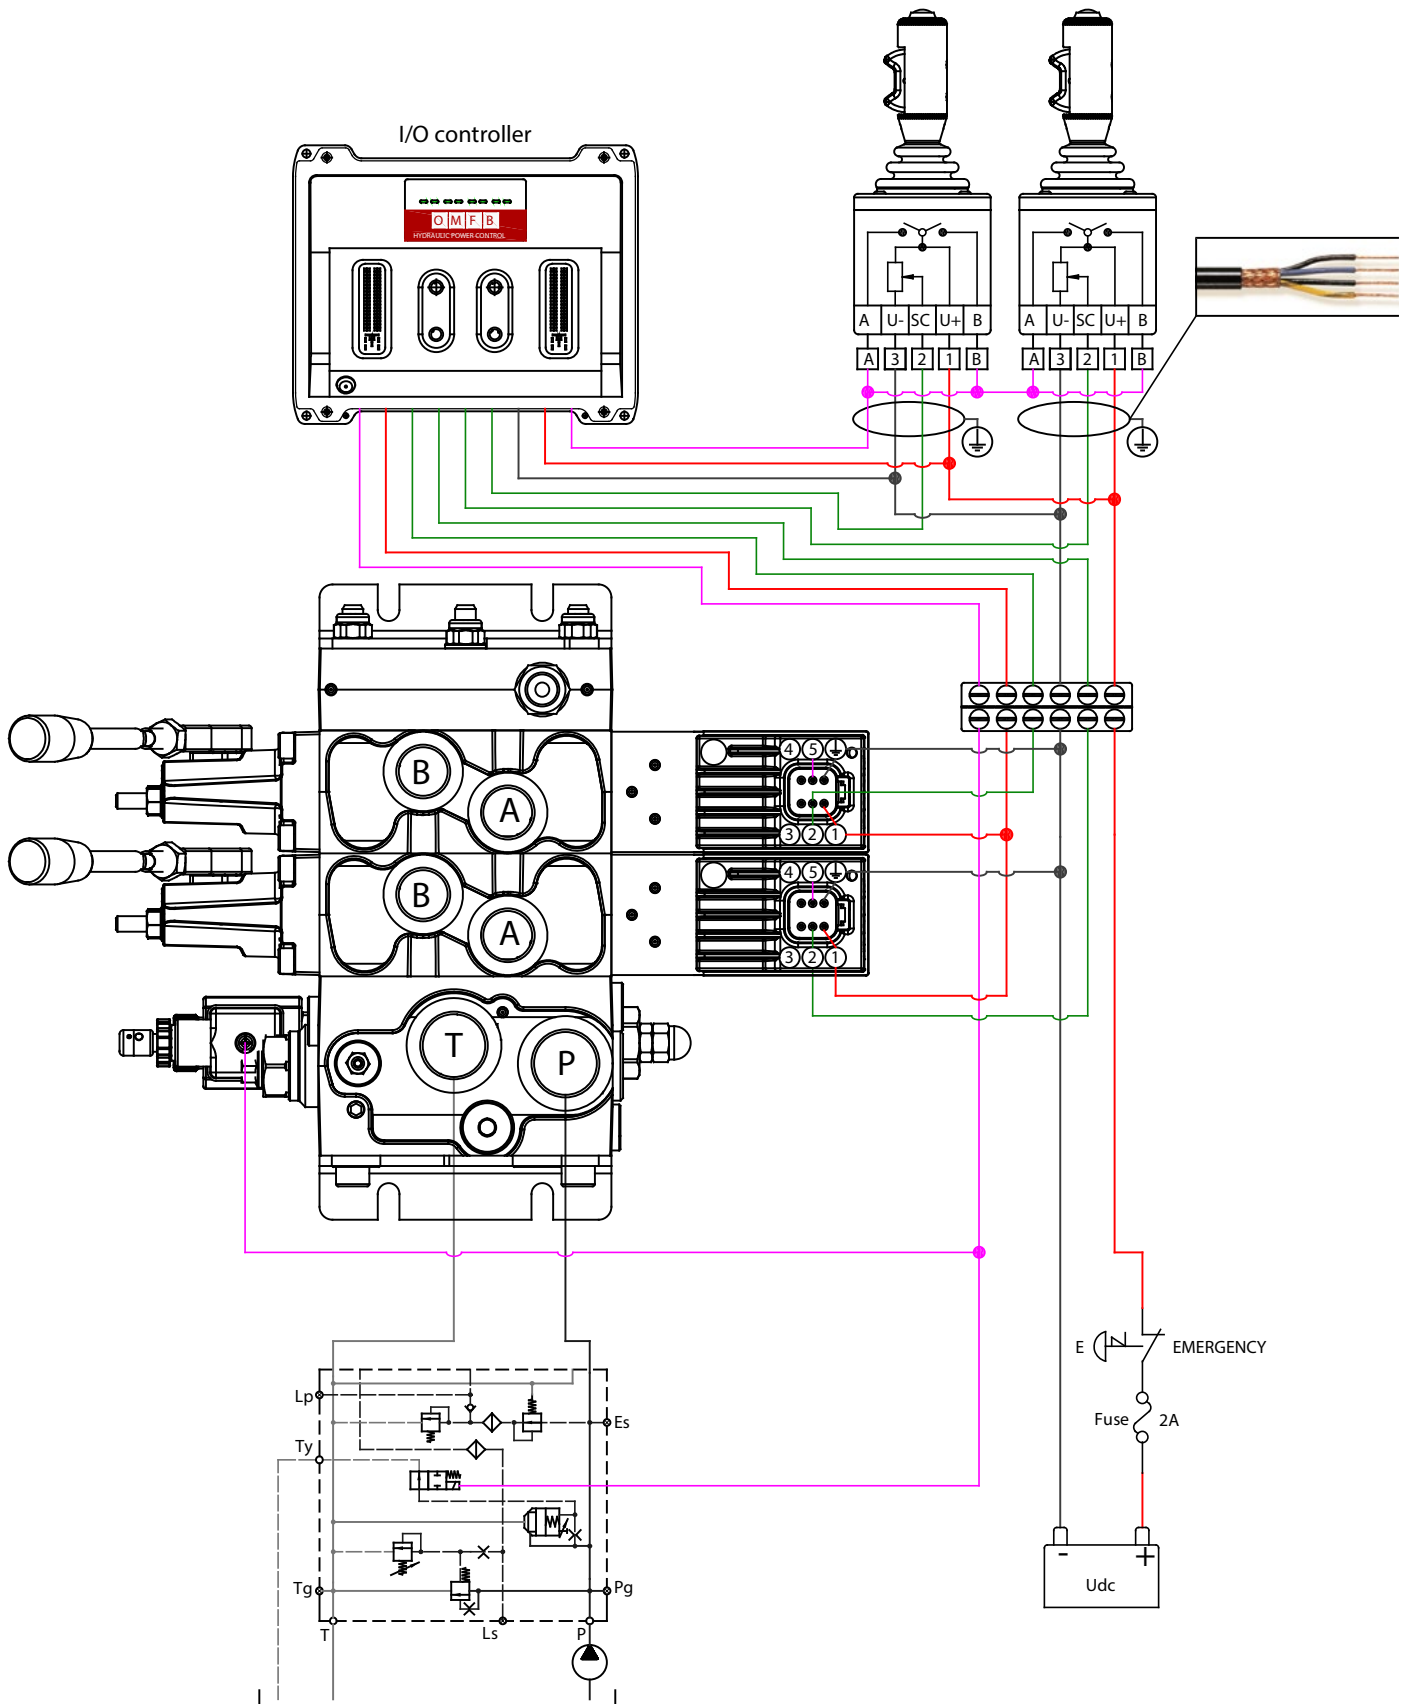 I/O controller
O M F B
HYDRAULIC POWER-CONTROL
A U- SC U+ B
A 3 2 1 B
A U- SC U+ B
A 3 2 1 B
B
A
4 5
3 2 1
B
A
4 5
3 2 1
T
P
E EMERGENCY
Fuse 2A
- +
Udc
Lp
Es
Ty
Tg
Pg
T
Ls
P